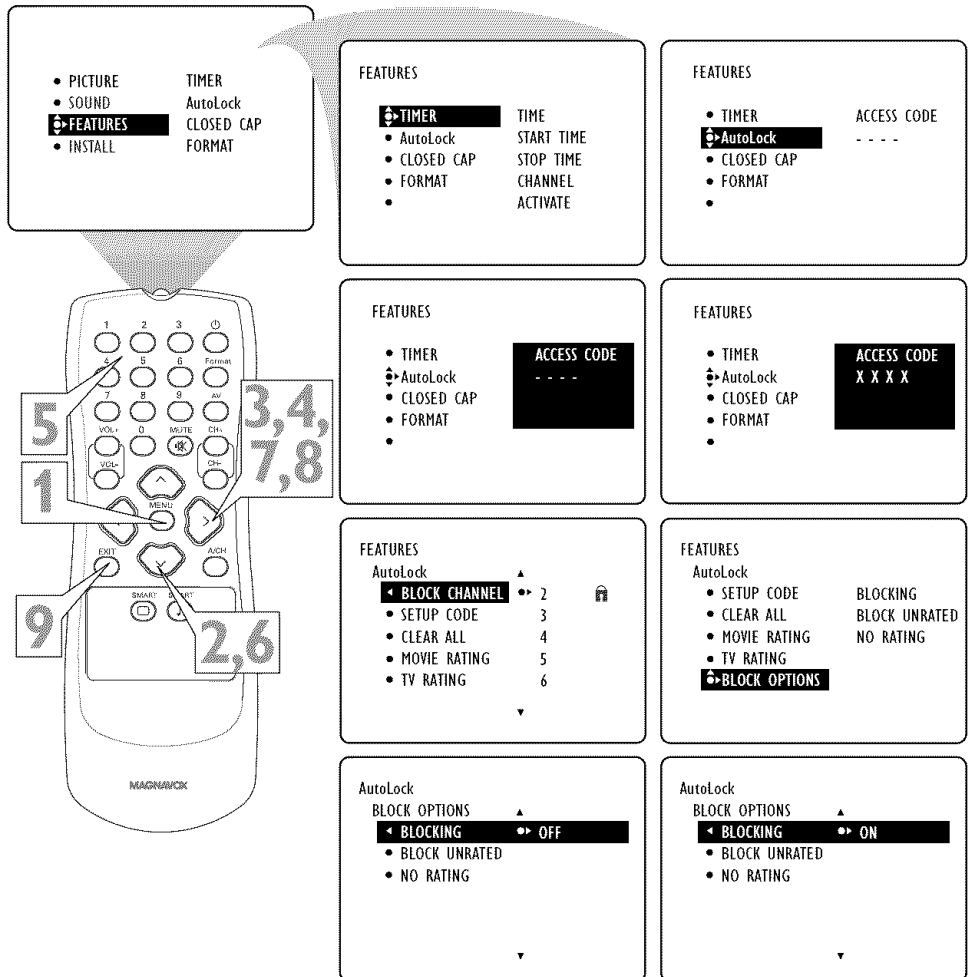 PICTURE TIMER
SOUND AutoLock
FEATURES CLOSED CAP
INSTALL FORMAT
FEATURES
TIMER TIME
AutoLock START TIME
CLOSED CAP STOP TIME
FORMAT CHANNEL
ACTIVATE
FEATURES
TIMER ACCESS CODE
AutoLock - - - -
CLOSED CAP
FORMAT
1 2 3
4 5 6 Format
7 8 9 AV
VOL+ 0 MUTE CH+
VOL- CH-
MENU
EXIT A/CH
SMART SMART
MAGNAVOX
5
3,4,
7,8
1
9
2,6
FEATURES
TIMER ACCESS CODE
AutoLock - - - -
CLOSED CAP
FORMAT
FEATURES
TIMER ACCESS CODE
AutoLock X X X X
CLOSED CAP
FORMAT
FEATURES
AutoLock
BLOCK CHANNEL 2
SETUP CODE 3
CLEAR ALL 4
MOVIE RATING 5
TV RATING 6
FEATURES
AutoLock
SETUP CODE BLOCKING
CLEAR ALL BLOCK UNRATED
MOVIE RATING NO RATING
TV RATING
BLOCK OPTIONS
AutoLock
BLOCK OPTIONS
BLOCKING OFF
BLOCK UNRATED
NO RATING
AutoLock
BLOCK OPTIONS
BLOCKING ON
BLOCK UNRATED
NO RATING